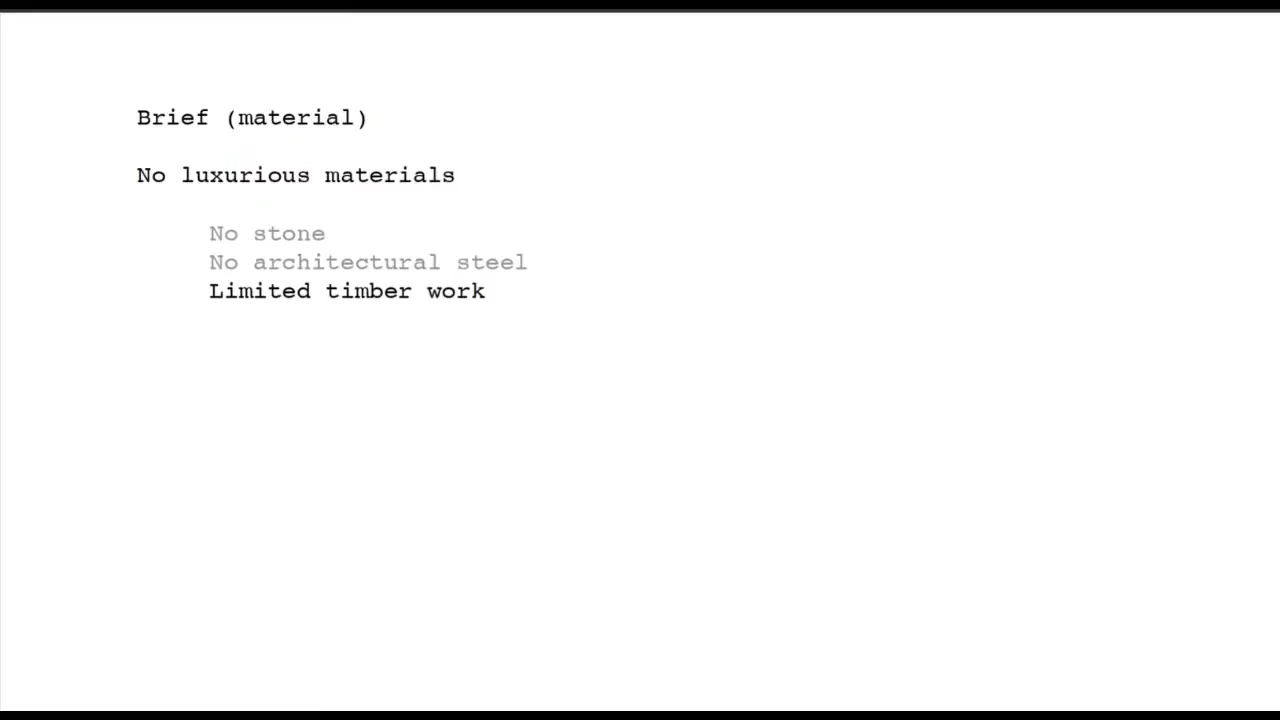 Brief (material)
No luxurious materials
No stone
No architectural steel
Limited timber work